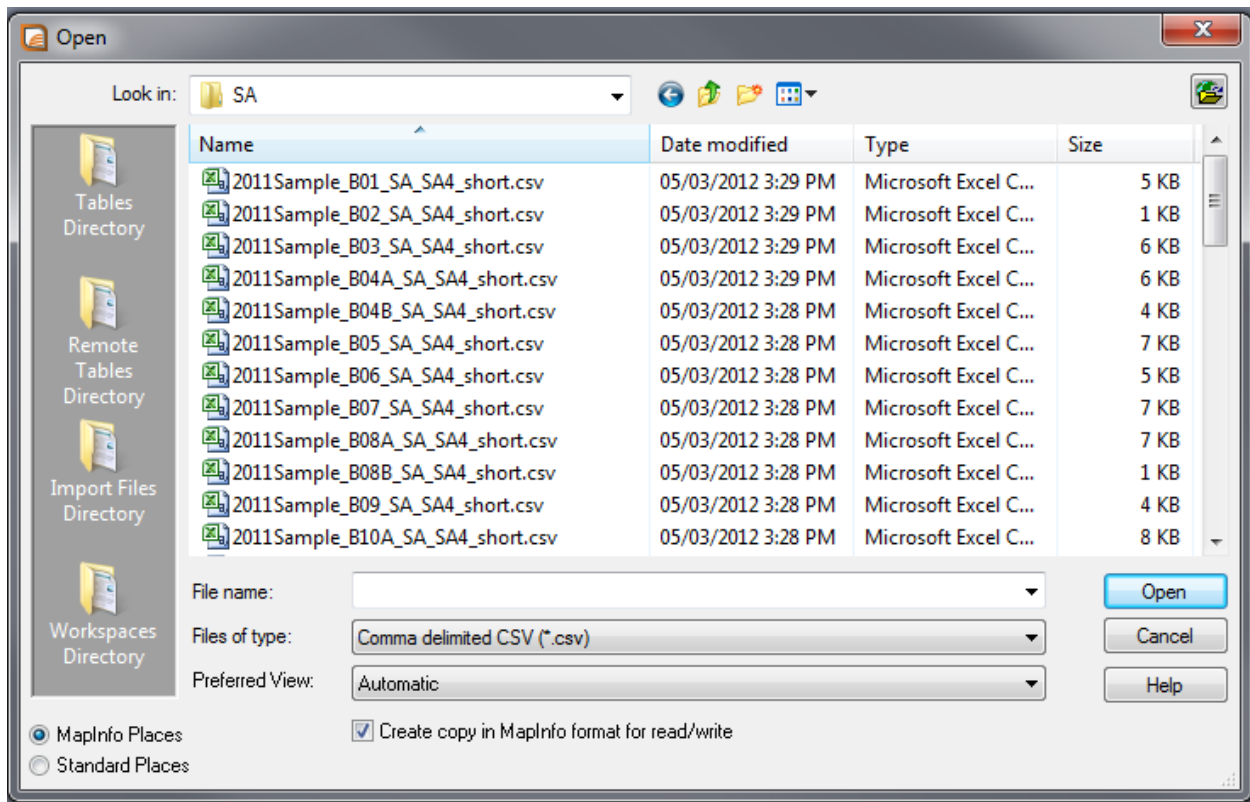 Open
Look in: SA
Name Date modified Type Size
2011Sample_B01_SA_SA4_short.csv 05/03/2012 3:29 PM Microsoft Excel C... 5 KB
2011Sample_B02_SA_SA4_short.csv 05/03/2012 3:29 PM Microsoft Excel C... 1 KB
2011Sample_B03_SA_SA4_short.csv 05/03/2012 3:29 PM Microsoft Excel C... 6 KB
2011Sample_B04A_SA_SA4_short.csv 05/03/2012 3:29 PM Microsoft Excel C... 6 KB
2011Sample_B04B_SA_SA4_short.csv 05/03/2012 3:28 PM Microsoft Excel C... 4 KB
2011Sample_B05_SA_SA4_short.csv 05/03/2012 3:28 PM Microsoft Excel C... 7 KB
2011Sample_B06_SA_SA4_short.csv 05/03/2012 3:28 PM Microsoft Excel C... 5 KB
2011Sample_B07_SA_SA4_short.csv 05/03/2012 3:28 PM Microsoft Excel C... 7 KB
2011Sample_B08A_SA_SA4_short.csv 05/03/2012 3:28 PM Microsoft Excel C... 7 KB
2011Sample_B08B_SA_SA4_short.csv 05/03/2012 3:28 PM Microsoft Excel C... 1 KB
2011Sample_B09_SA_SA4_short.csv 05/03/2012 3:28 PM Microsoft Excel C... 4 KB
2011Sample_B10A_SA_SA4_short.csv 05/03/2012 3:28 PM Microsoft Excel C... 8 KB
Tables
Directory
Remote
Tables
Directory
Import Files
Directory
Workspaces
Directory
File name: Open
Files of type: Comma delimited CSV (*.csv) Cancel
Preferred View: Automatic Help
MapInfo Places
Create copy in MapInfo format for read/write
Standard Places